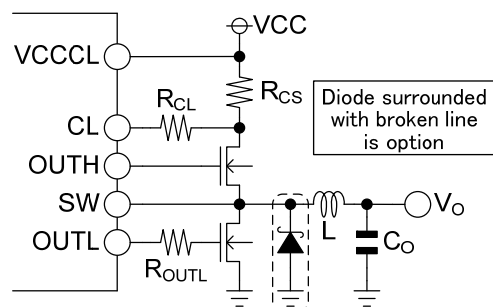 VCC
VCCCL
RCS
RCL
CL
Diode surrounded
with broken line
is option
OUTH
SW
VO
L
OUTL
CO
ROUTL